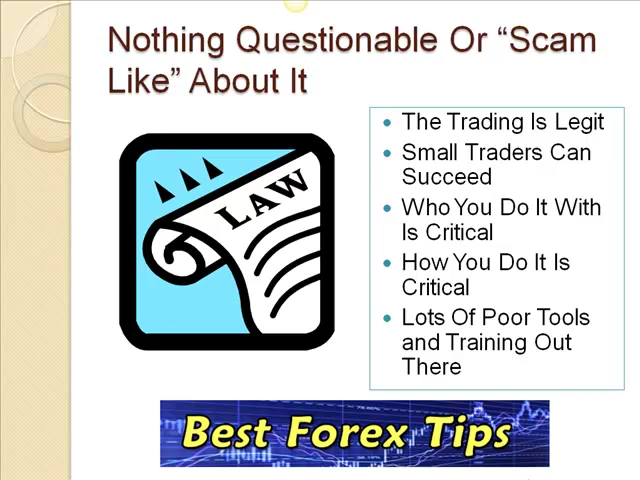 Nothing Questionable Or “Scam
Like” About It
LAW
The Trading Is Legit
Small Traders Can
Succeed
Who You Do It With
Is Critical
How You Do It Is
Critical
Lots Of Poor Tools
and Training Out
There
Best Forex Tips